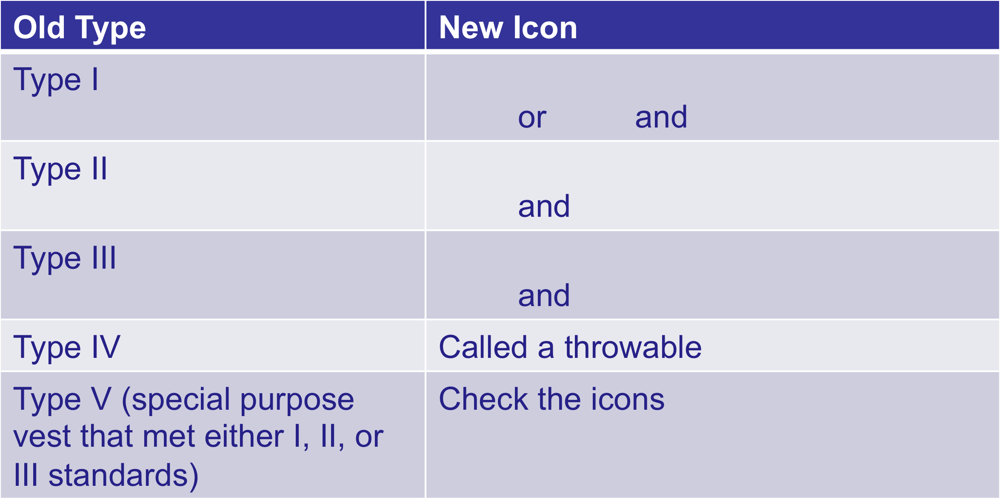 Old Type
New Icon
Type I
or and
Type II
and
Type III
and
Type IV
Called a throwable
Type V (special purpose
vest that met either I, II, or
III standards)
Check the icons